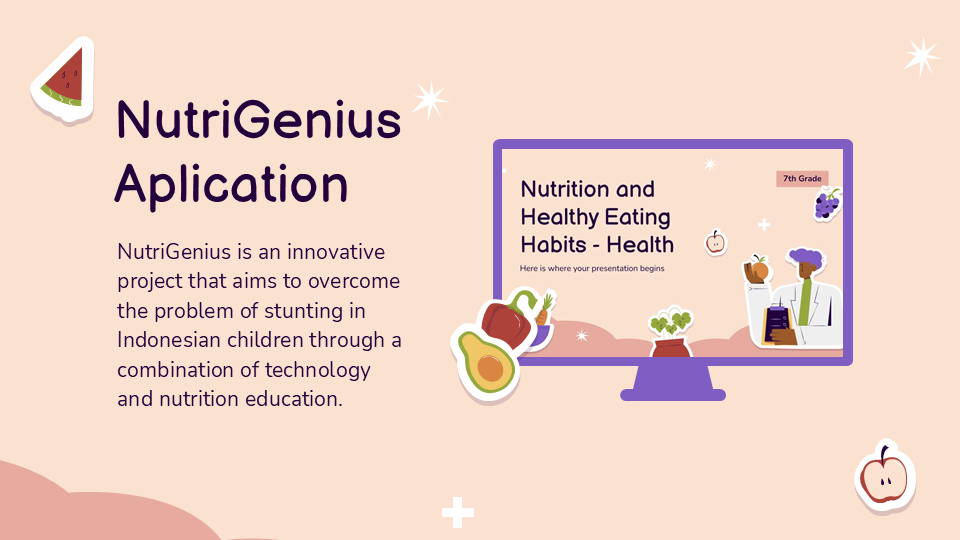 NutriGenius
Aplication
NutriGenius is an innovative
project that aims to overcome
the problem of stunting in
Indonesian children through a
combination of technology
and nutrition education.
7th Grade
Nutrition and
Healthy Eating
Habits - Health
Here is where your presentation begins